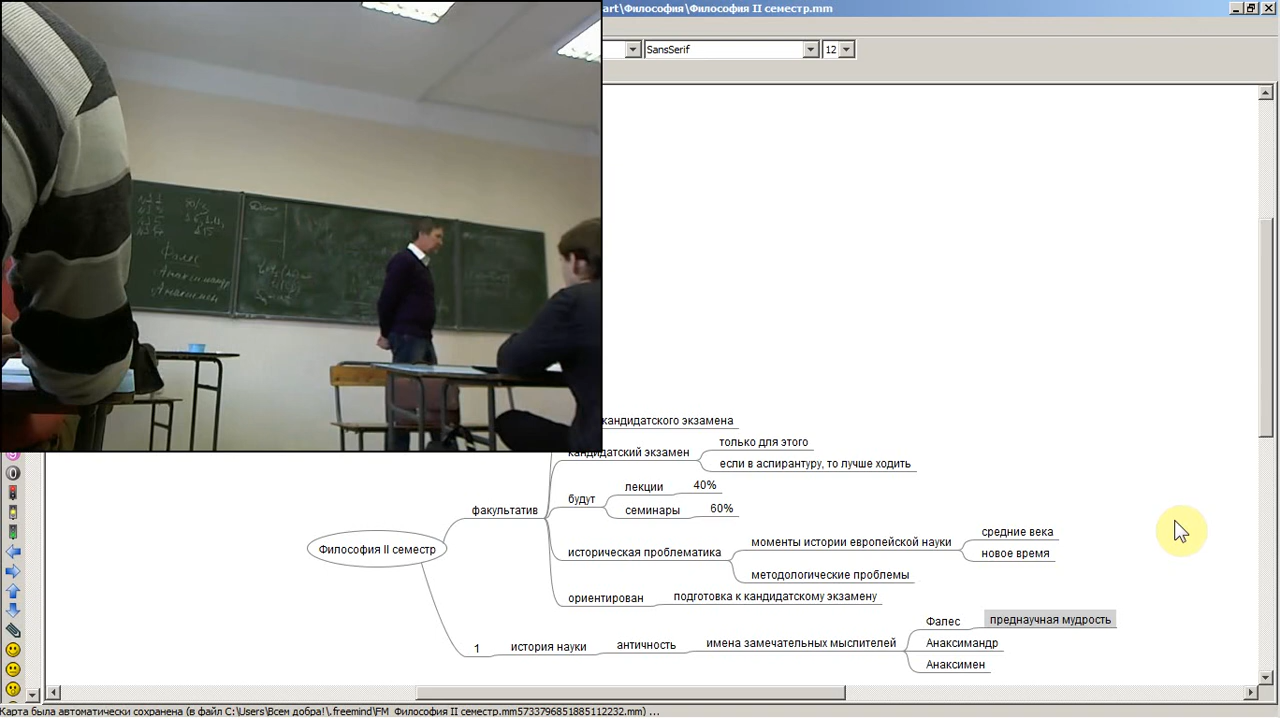 art\Философия\Философия II семестр.mm
SansSerif
12
Фалес
Анаксимандр
Анаксимен
кандидатского экзамена
кандидатский экзамен
только для этого
если в аспирантуру, то лучше ходить
факультатив
будут
лекции
40%
семинары
60%
Философия II семестр
историческая проблематика
моменты истории европейской науки
средние века
новое время
методологические проблемы
ориентирован
подготовка к кандидатскому экзамену
1
история науки
античность
имена замечательных мыслителей
Фалес
преднаучная мудрость
Анаксимандр
Анаксимен
Карта была автоматически сохранена (в файл C:\Users\Всем добра!\.freemind\FM_Философия II семестр.mm5733796851885112232.mm) ...